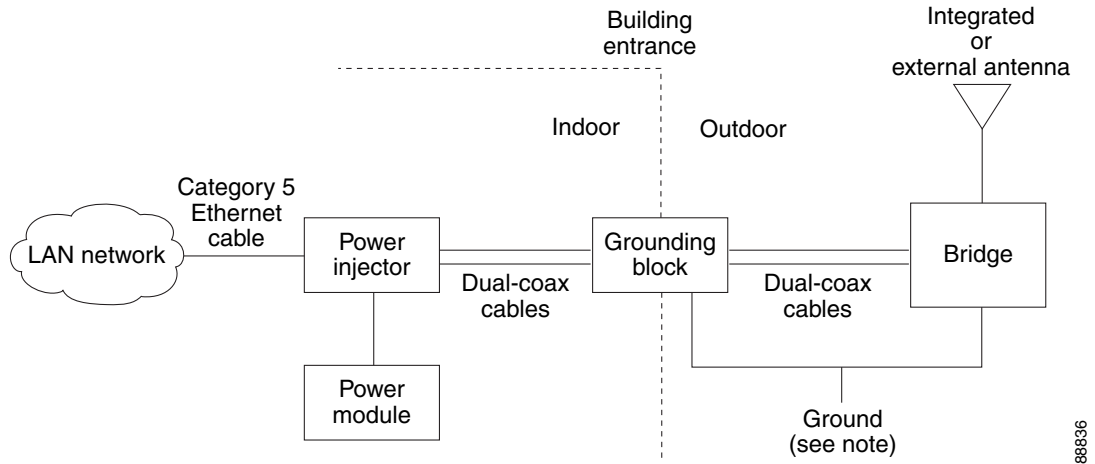 Building
entrance
Integrated
or
external antenna
Indoor
Outdoor
Category 5
Ethernet
cable
LAN network
Power
injector
Dual-coax
cables
Grounding
block
Dual-coax
cables
Bridge
Power
module
Ground
(see note)
88836